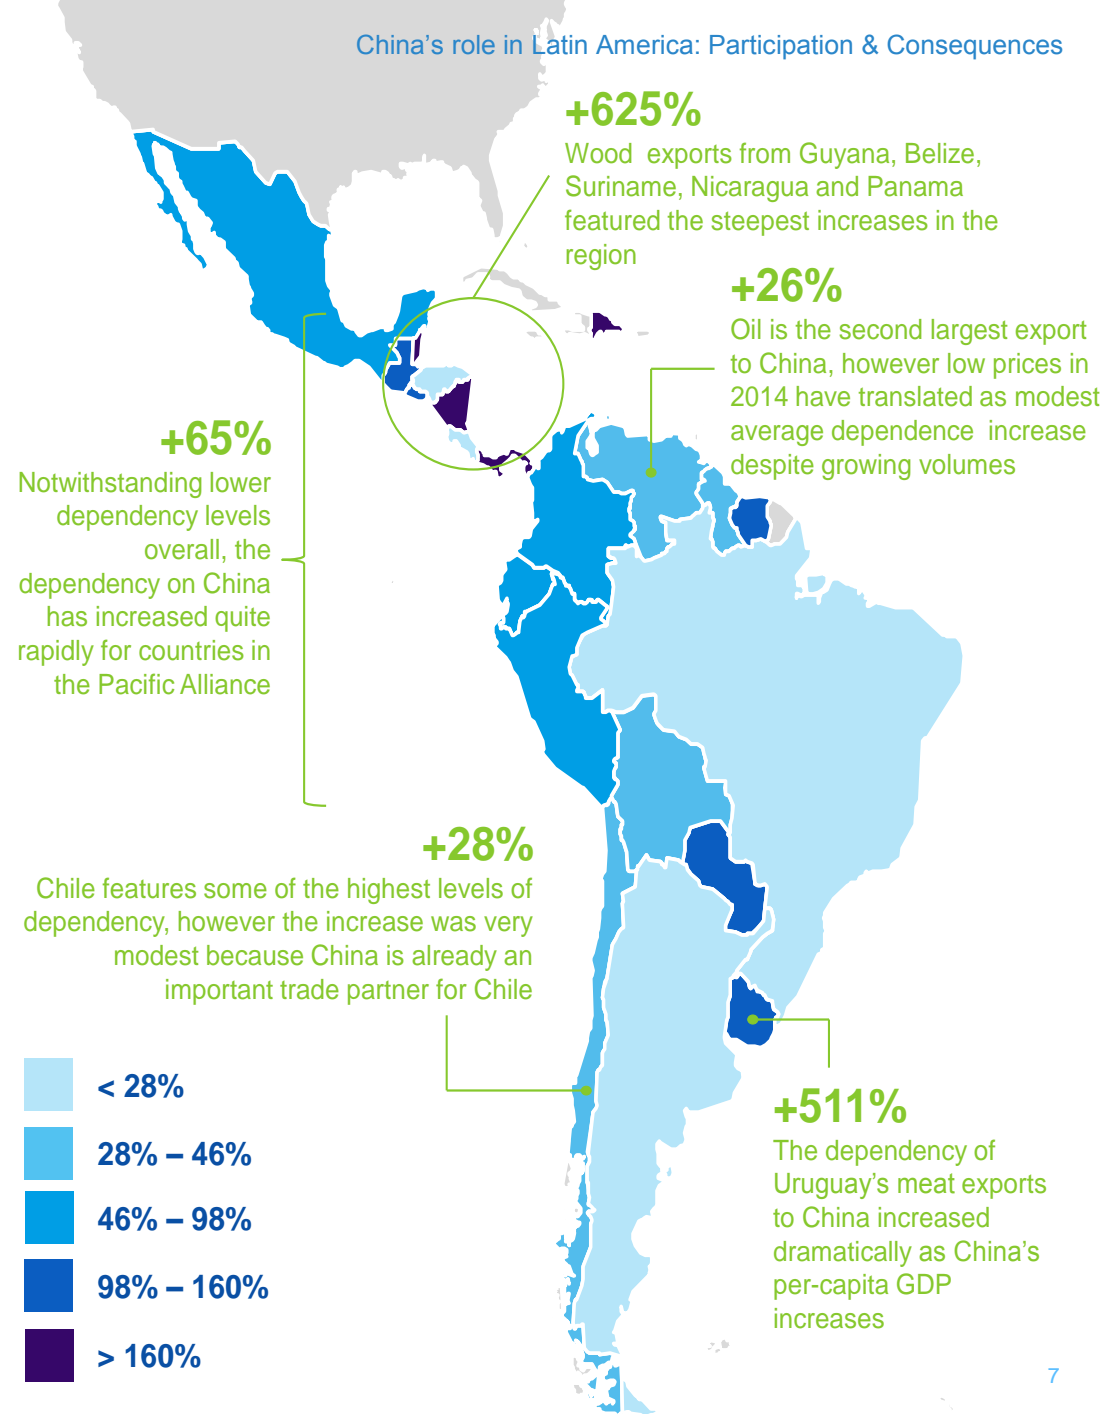 China's role in Latin America: Participation & Consequences
+625%
Wood exports from Guyana, Belize,
Suriname, Nicaragua and Panama
featured the steepest increases in the
region
+26%
Oil is the second largest export
to China, however low prices in
2014 have translated as modest
average dependence increase
despite growing volumes
+65%
Notwithstanding lower
dependency levels
overall, the
dependency on China
has increased quite
rapidly for countries in
the Pacific Alliance
+28%
Chile features some of the highest levels of
dependency, however the increase was very
modest because China is already an
important trade partner for Chile
+511%
The dependency of
Uruguay's meat exports
to China increased
dramatically as China's
per-capita GDP
increases
< 28%
28% – 46%
46% – 98%
98% – 160%
> 160%
7